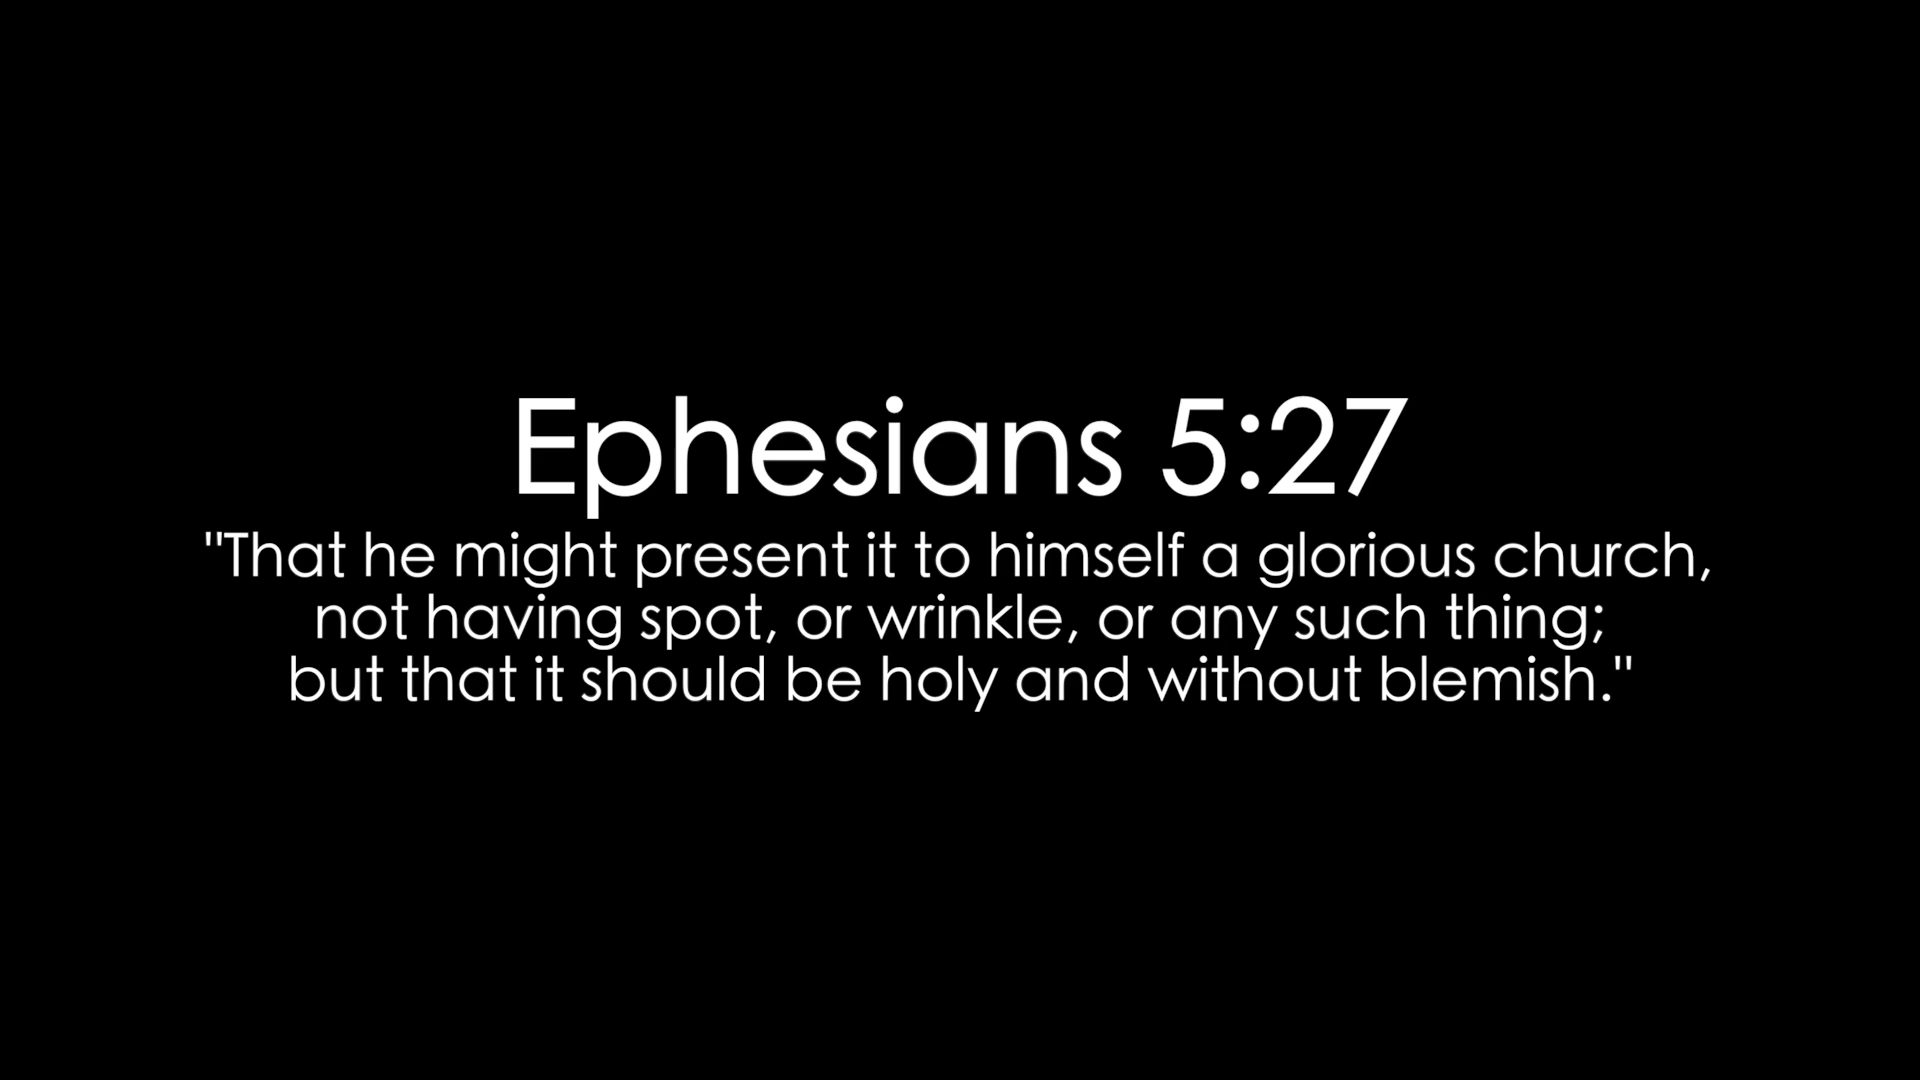 Ephesians 5:27
"That he might present it to himself a glorious church,
not having spot, or wrinkle, or any such thing;
but that it should be holy and without blemish."